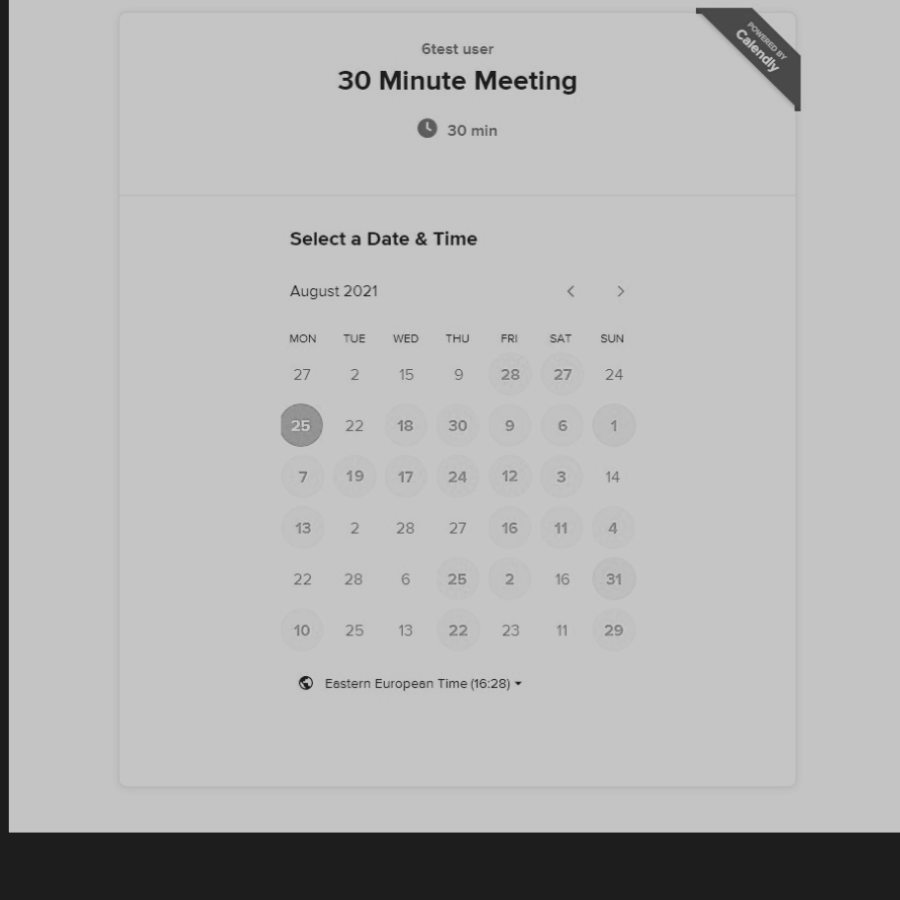 POWERED BY
Calendly
6test user
30 Minute Meeting
30 min
Select a Date & Time
August 2021
MON TUE WED THU FRI SAT SUN
27 2 15 9 28 27 24
25 22 18 30 9 6 1
7 19 17 24 12 3 14
13 2 28 27 16 11 4
22 28 6 25 2 16 31
10 25 13 22 23 11 29
Eastern European Time (16:28)